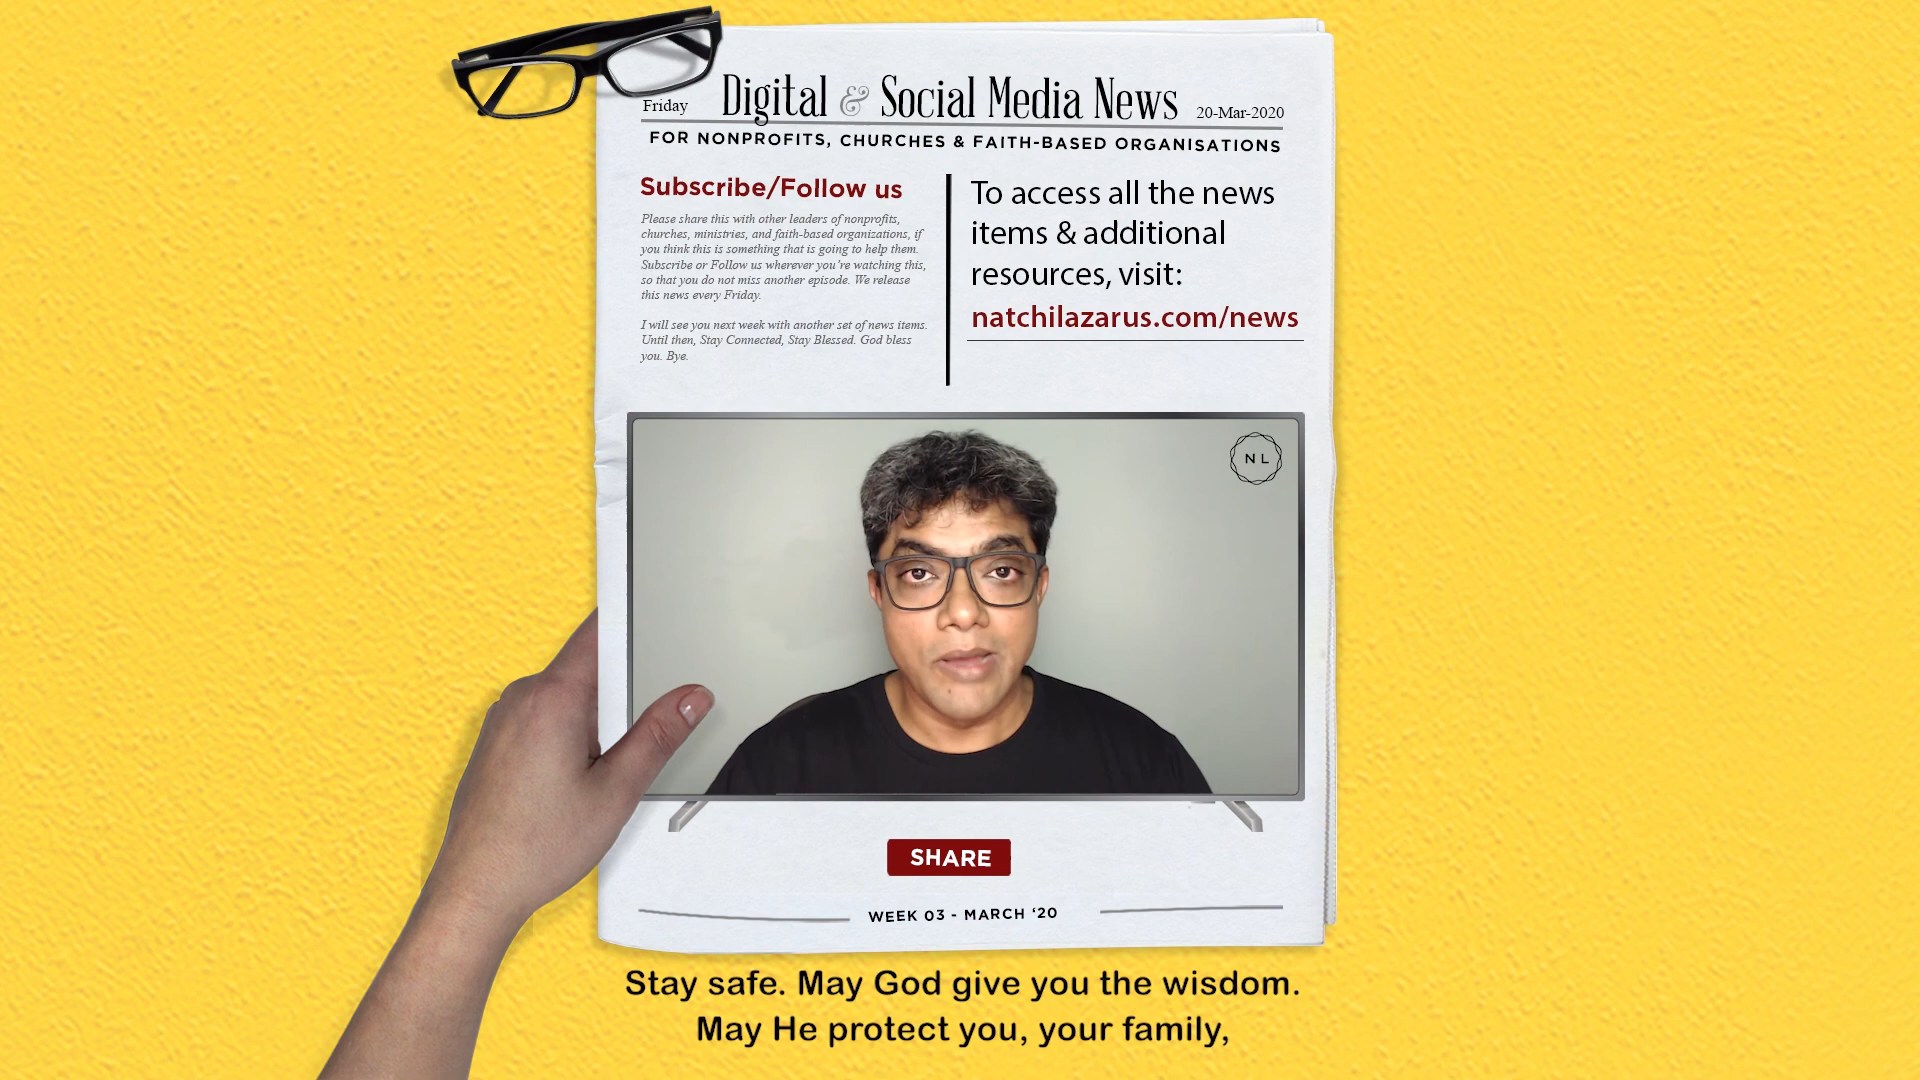 Friday
Digital & Social Media News
20-Mar-2020
FOR NONPROFITS, CHURCHES & FAITH-BASED ORGANISATIONS
Subscribe/Follow us
Please share this with other leaders of nonprofits,
churches, ministries, and faith-based organizations, if
you think this is something that is going to help them.
Subscribe or Follow us wherever you're watching this,
so that you do not miss another episode. We release
this news every Friday.
I will see you next week with another set of news items.
Until then, Stay Connected, Stay Blessed. God bless
you. Bye.
To access all the news
items & additional
resources, visit:
natchilazarus.com/news
N L
SHARE
WEEK 03 - MARCH ‘20
Stay safe. May God give you the wisdom.
May He protect you, your family,